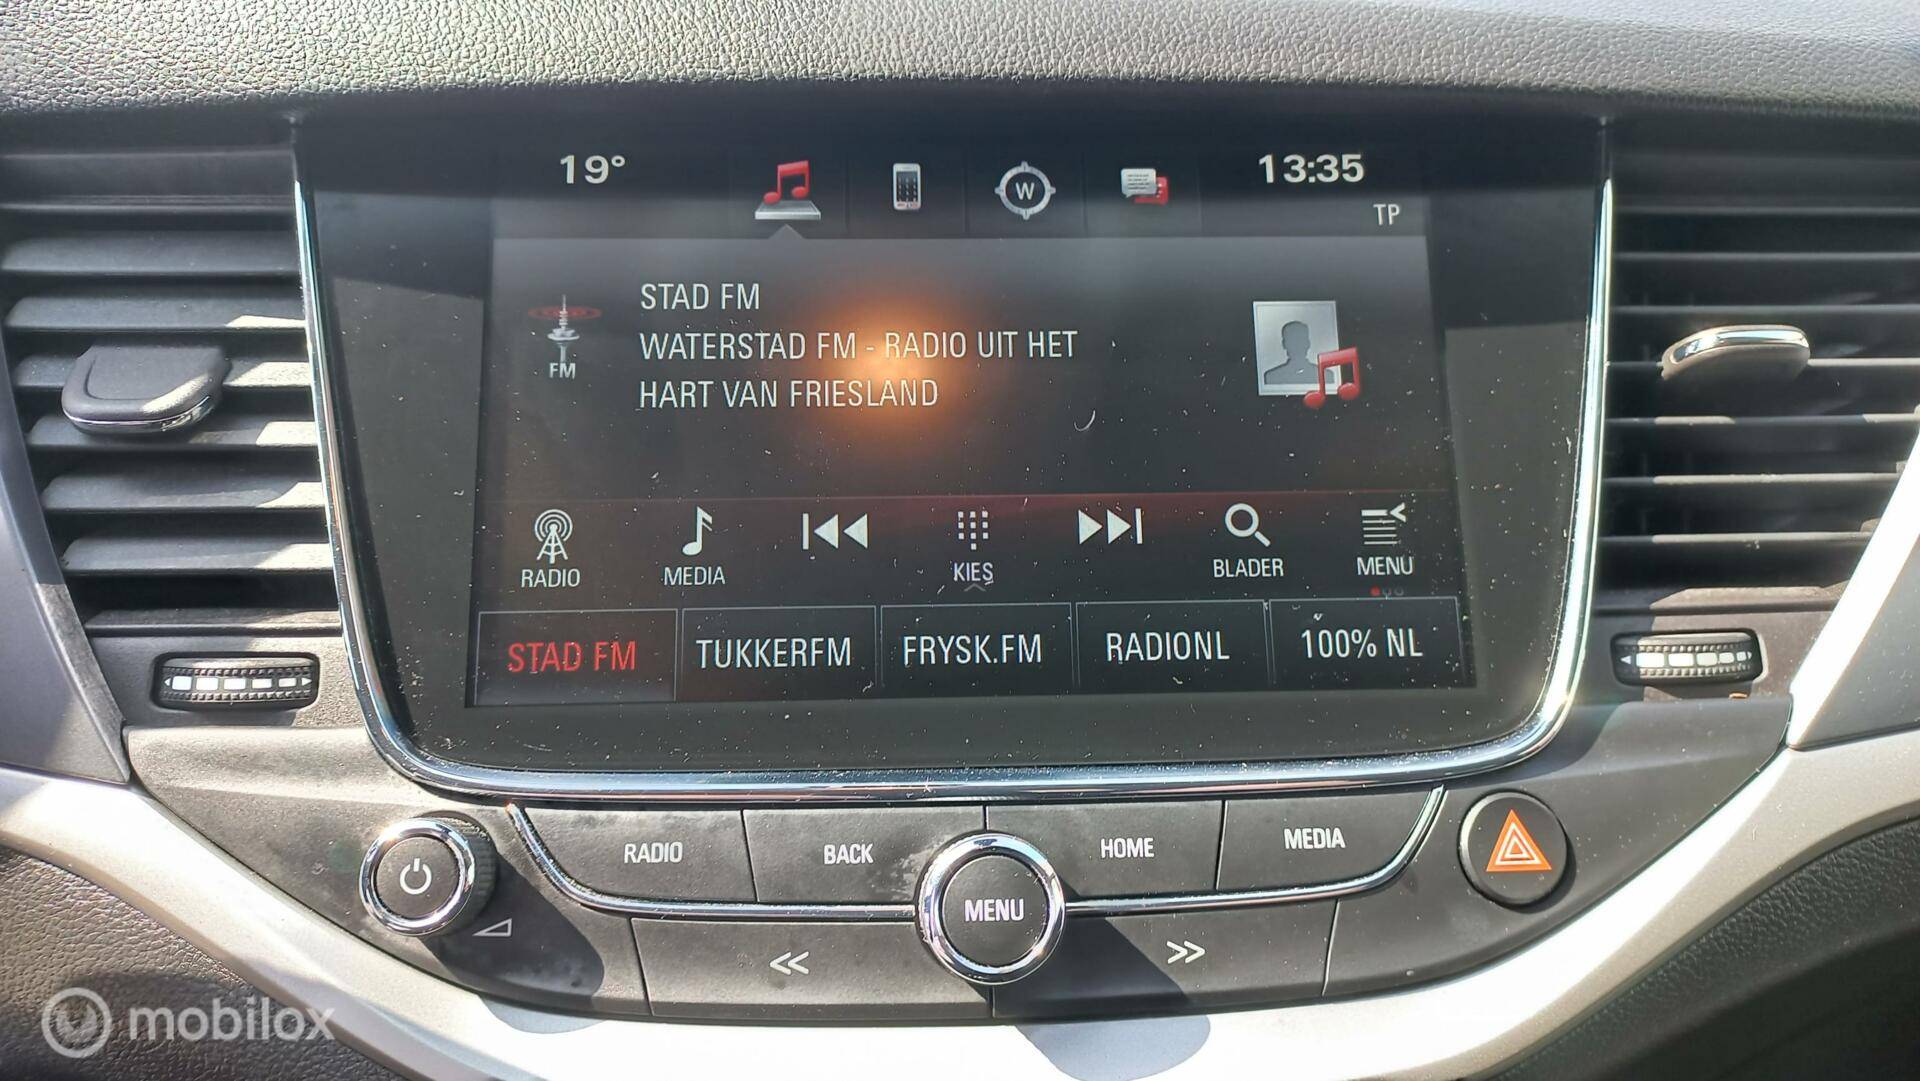 19°
W
13:35
TP
FM
STAD FM
WATERSTAD FM - RADIO UIT HET
HART VAN FRIESLAND
RADIO
MEDIA
KIES
BLADER
MENU
STAD FM
TUKKERFM
FRYSK.FM
RADIONL
100% NL
RADIO
BACK
MENU
HOME
MEDIA
mobilox